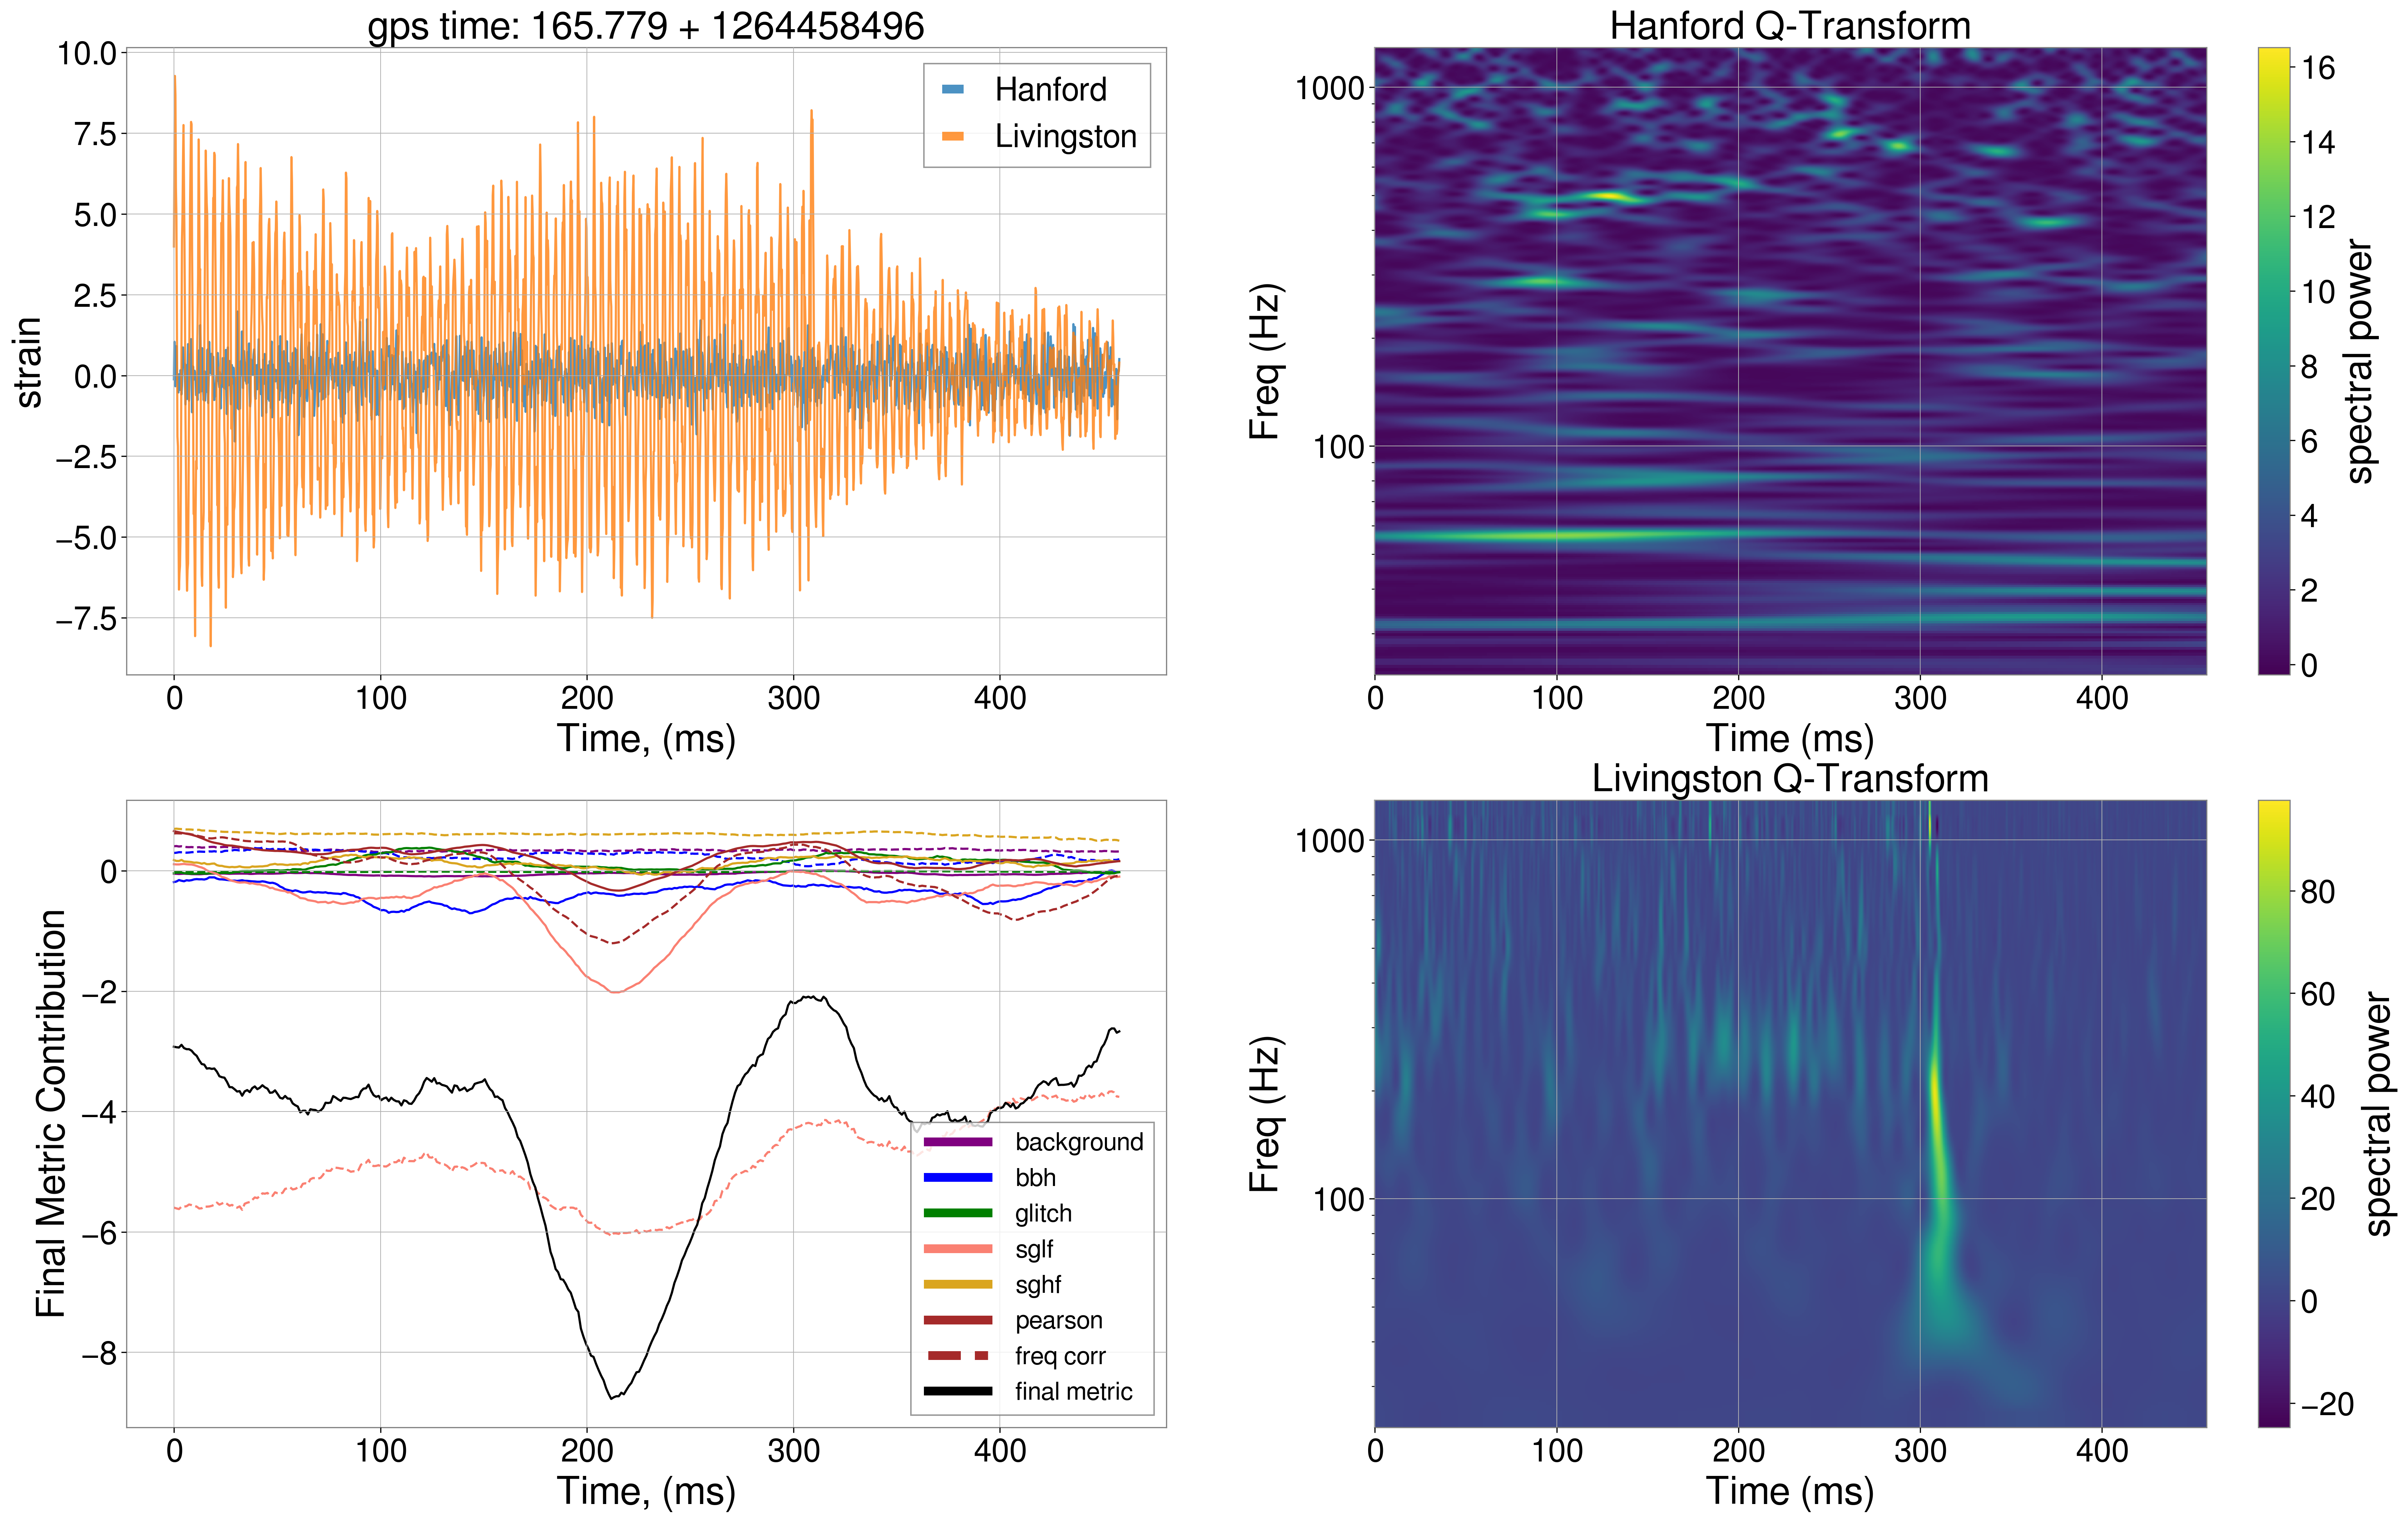 gps time: 165.779 + 1264458496
10.0
7.5
5.0
2.5
0.0
−2.5
−5.0
−7.5
strain
0 100 200 300 400
Time, (ms)
Hanford
Livingston
Hanford Q-Transform
1000
100
Freq (Hz)
0 100 200 300 400
Time (ms)
16
14
12
10
8
6
4
2
0
spectral power
0
−2
−4
−6
−8
Final Metric Contribution
0 100 200 300 400
Time, (ms)
background
bbh
glitch
sglf
sghf
pearson
freq corr
final metric
Livingston Q-Transform
1000
100
Freq (Hz)
0 100 200 300 400
Time (ms)
80
60
40
20
0
−20
spectral power